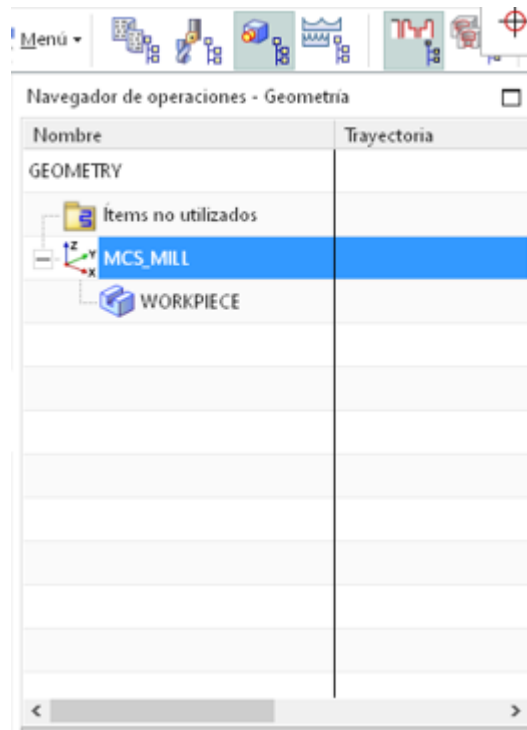 Menú
Navegador de operaciones - Geometría
Nombre Trayectoria
GEOMETRY
Ítems no utilizados
MCS_MILL
WORKPIECE